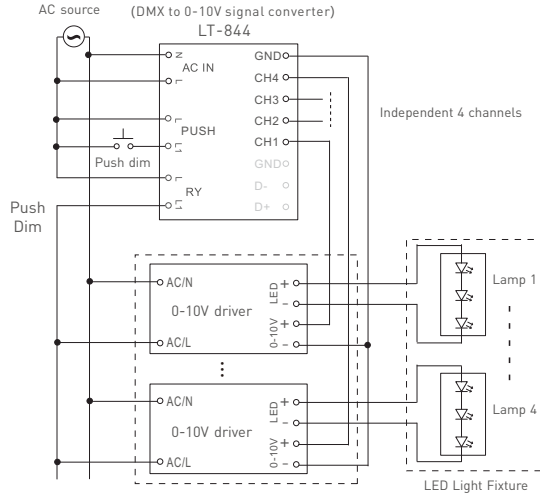 AC source
(DMX to 0-10V signal converter)
LT-844
N
AC IN
L
L
PUSH
L1
L
RY
L1
GND
CH4
CH3
CH2
CH1
GND
D-
D+
Push dim
Independent 4 channels
Push
Dim
AC/N
0-10V driver
AC/L
LED
+
−
0-10V
+
−
AC/N
0-10V driver
AC/L
LED
+
−
0-10V
+
−
Lamp 1
Lamp 4
LED Light Fixture